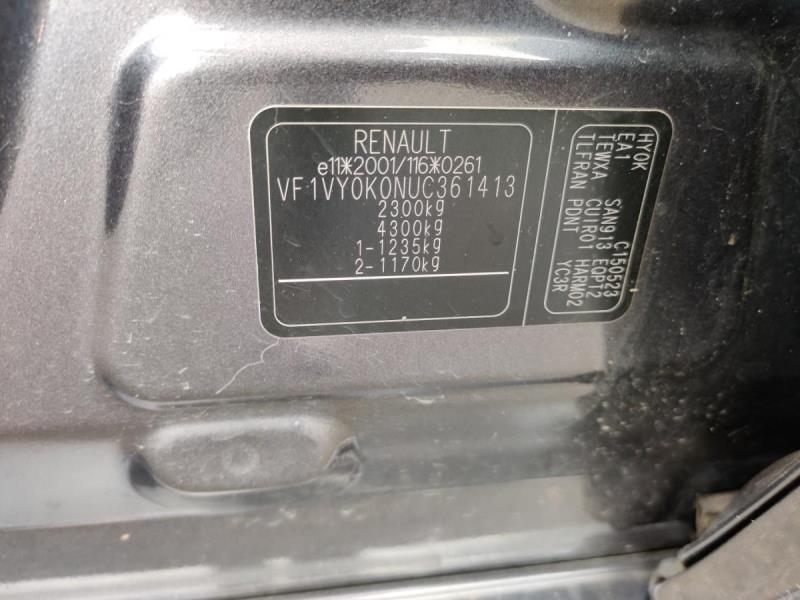 RENAULT
e11*2001/116*0261
VF1VY0K0NUC361413
2300kg
4300kg
1-1235kg
2-1170kg
HY0K C150523
EA1 SAN913 EQPT2
TEWXA CUIR01 HARM02
TLFRAN PDNT YC3R